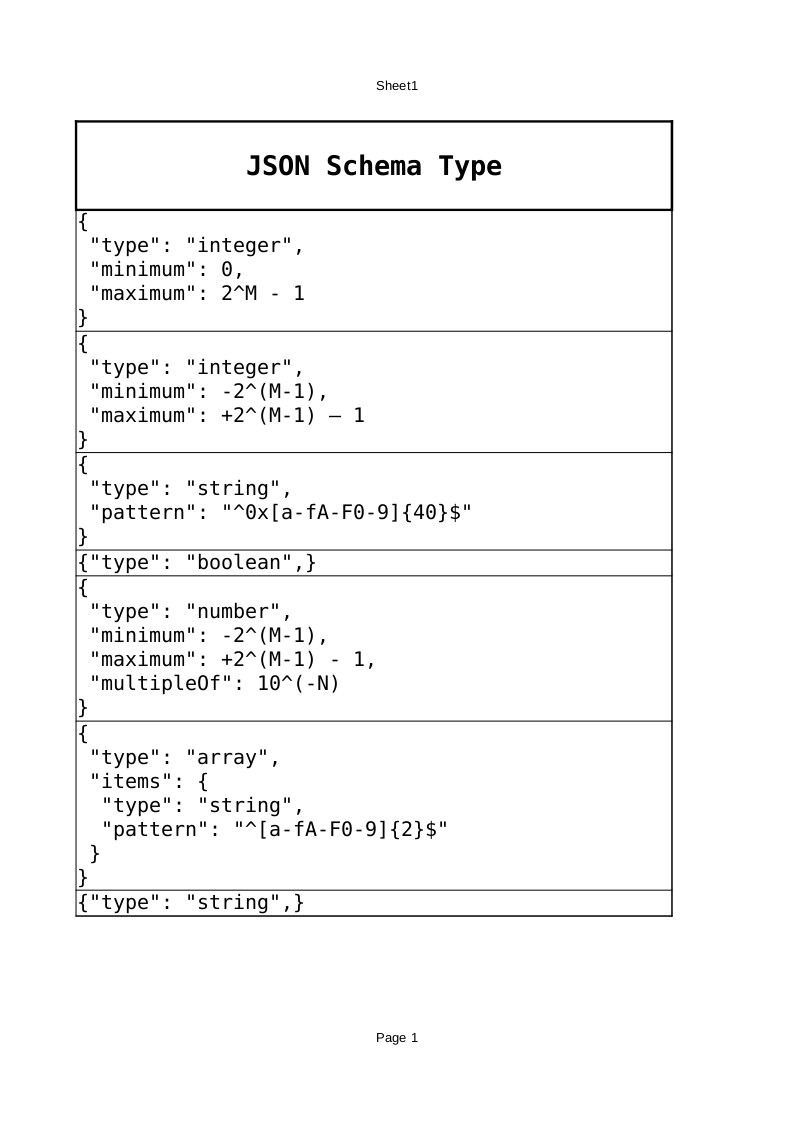 Sheet1
JSON Schema Type
{
 "type": "integer",
 "minimum": 0,
 "maximum": 2^M - 1
}
{
 "type": "integer",
 "minimum": -2^(M-1),
 "maximum": +2^(M-1) – 1
}
{
 "type": "string",
 "pattern": "^0x[a-fA-F0-9]{40}$"
}
{"type": "boolean",}
{
 "type": "number",
 "minimum": -2^(M-1),
 "maximum": +2^(M-1) - 1,
 "multipleOf": 10^(-N)
}
{
 "type": "array",
 "items": {
  "type": "string",
  "pattern": "^[a-fA-F0-9]{2}$"
 }
}
{"type": "string",}
Page 1